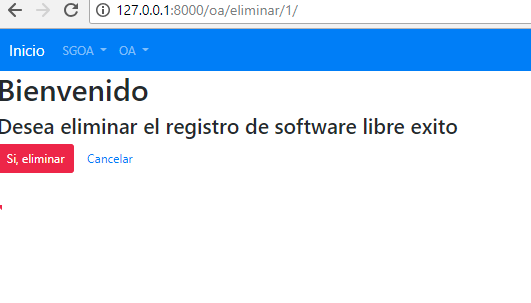 127.0.0.1:8000/oa/eliminar/1/
Inicio SGOA OA
Bienvenido
Desea eliminar el registro de software libre exito
Si, eliminar Cancelar